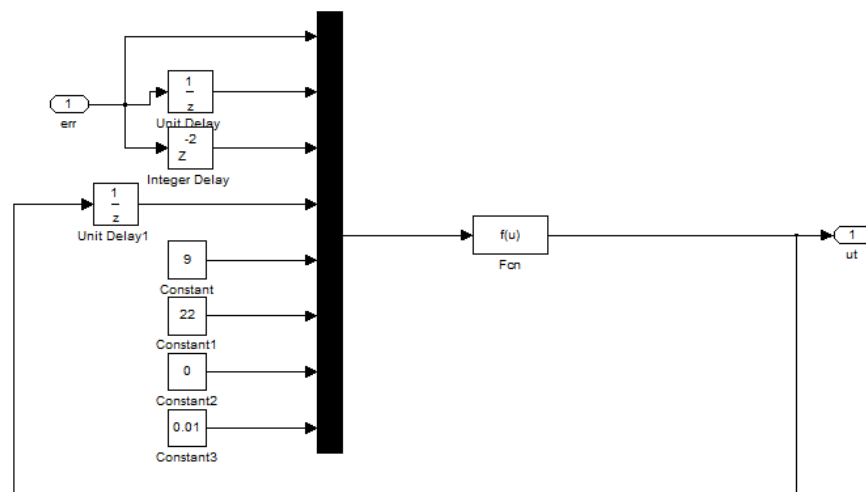 1
err
1
z
Unit Delay
-2
Z
Integer Delay
1
z
Unit Delay1
9
Constant
22
Constant1
0
Constant2
0.01
Constant3
f(u)
Fcn
1
ut